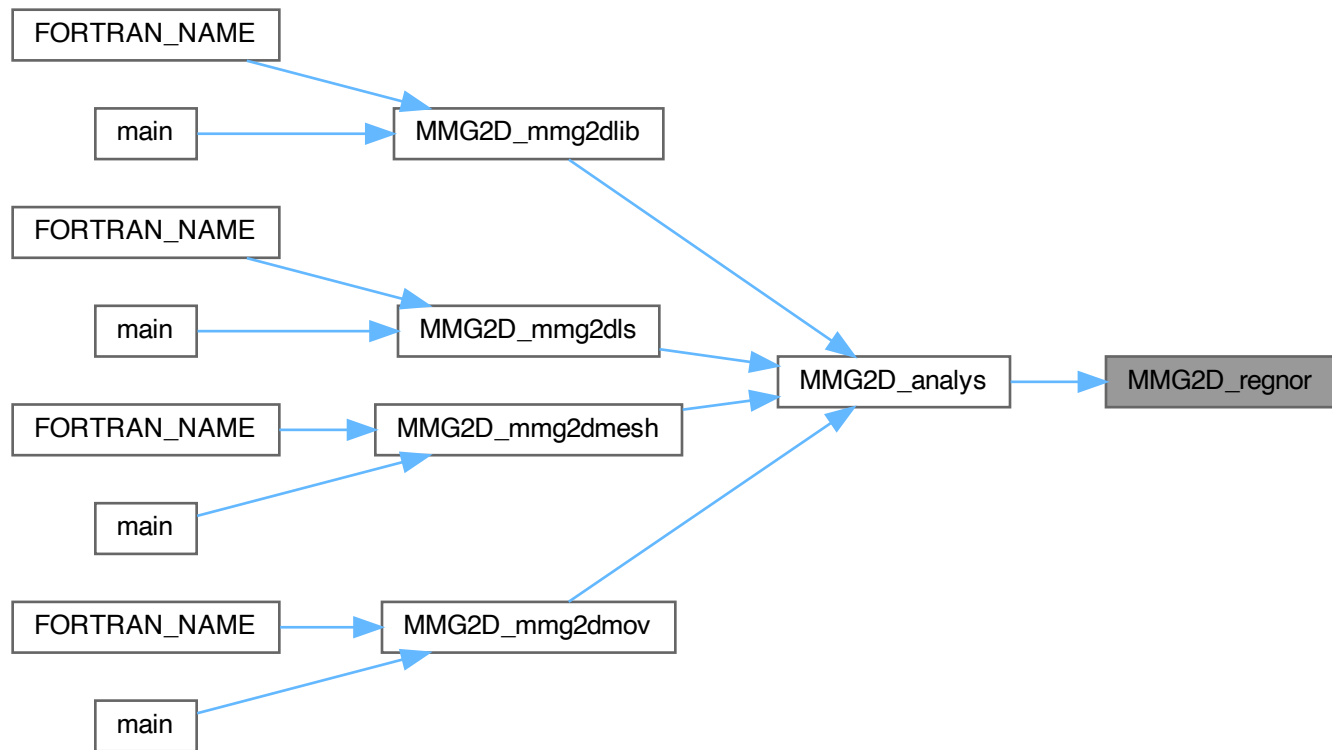 FORTRAN_NAME
main
MMG2D_mmg2dlib
FORTRAN_NAME
main
MMG2D_mmg2dls
MMG2D_analys
MMG2D_regnor
FORTRAN_NAME
MMG2D_mmg2dmesh
main
FORTRAN_NAME
MMG2D_mmg2dmov
main